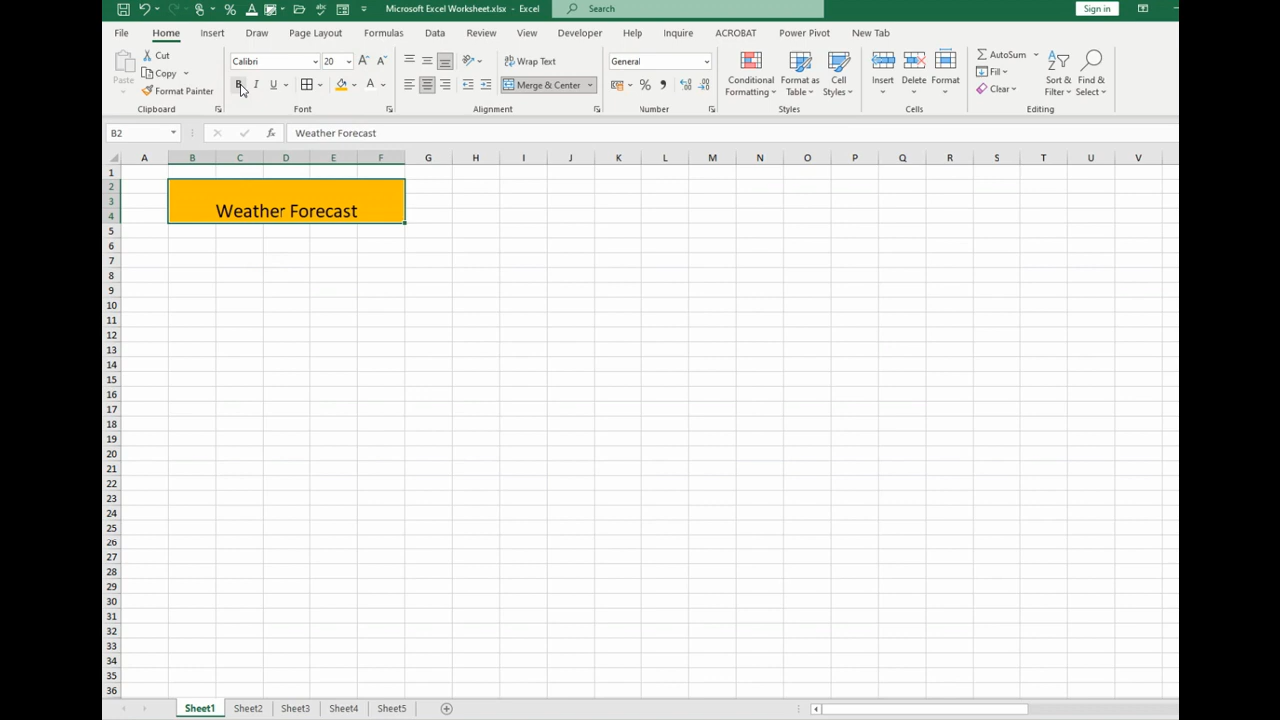 Microsoft Excel Worksheet.xlsx - Excel
Search
Sign in
File Home Insert Draw Page Layout Formulas Data Review View Developer Help Inquire ACROBAT Power Pivot New Tab
Paste
Cut
Copy
Format Painter
Clipboard
Calibri 20
B I U
A
Font
Wrap Text
Merge & Center
Alignment
General
%
Number
Conditional Formatting
Format as Table
Cell Styles
Styles
Insert Delete Format
Cells
AutoSum
Fill
Clear
Sort & Filter
Find & Select
Editing
B2 fx Weather Forecast
A B C D E F G H I J K L M N O P Q R S T U V
1
2
3
4
Weather Forecast
5
6
7
8
9
10
11
12
13
14
15
16
17
18
19
20
21
22
23
24
25
26
27
28
29
30
31
32
33
34
35
36
Sheet1 Sheet2 Sheet3 Sheet4 Sheet5